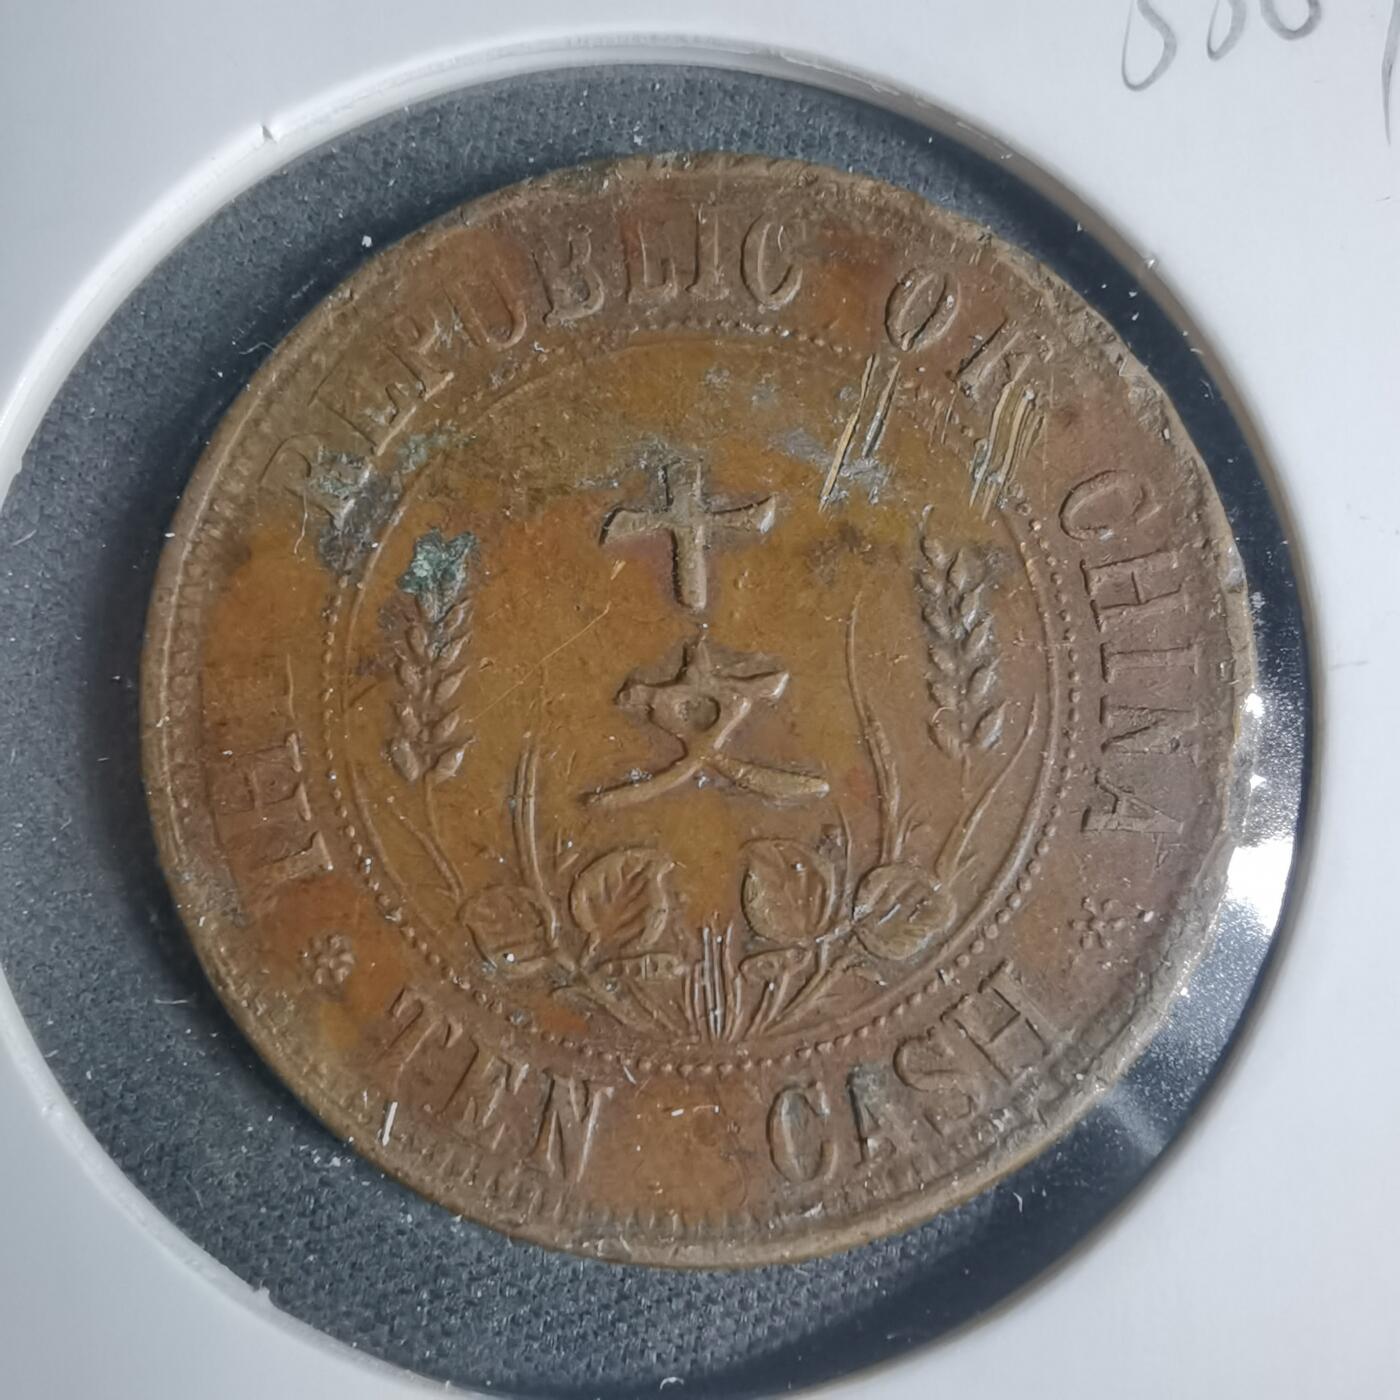 THE REPUBLIC OF CHINA
十文
TEN CASH